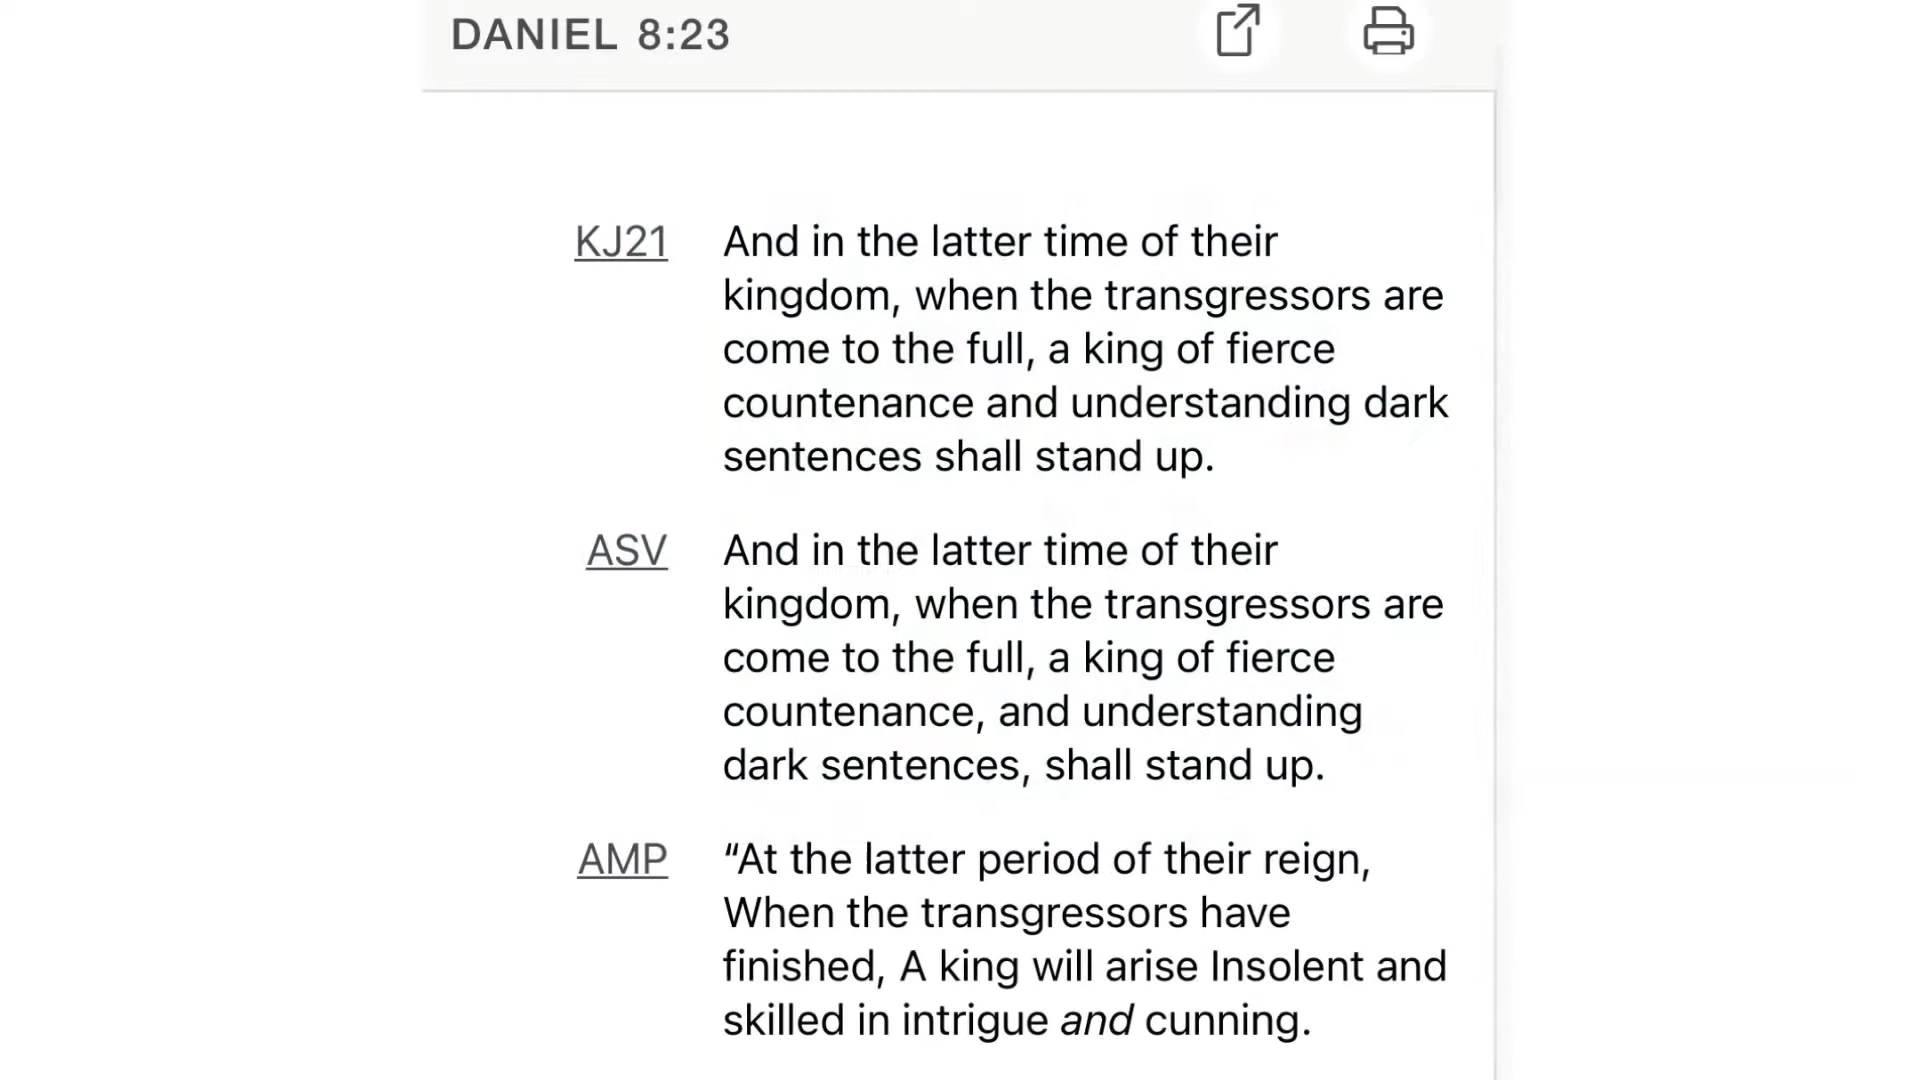 DANIEL 8:23
KJ21
And in the latter time of their
kingdom, when the transgressors are
come to the full, a king of fierce
countenance and understanding dark
sentences shall stand up.
ASV
And in the latter time of their
kingdom, when the transgressors are
come to the full, a king of fierce
countenance, and understanding
dark sentences, shall stand up.
AMP
“At the latter period of their reign,
When the transgressors have
finished, A king will arise Insolent and
skilled in intrigue and cunning.